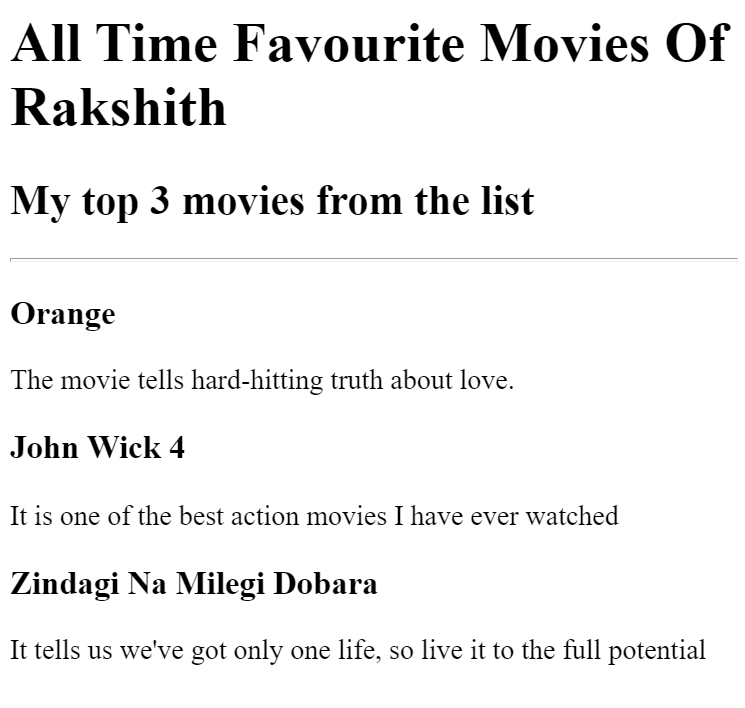 All Time Favourite Movies Of
Rakshith
My top 3 movies from the list
Orange
The movie tells hard-hitting truth about love.
John Wick 4
It is one of the best action movies I have ever watched
Zindagi Na Milegi Dobara
It tells us we've got only one life, so live it to the full potential